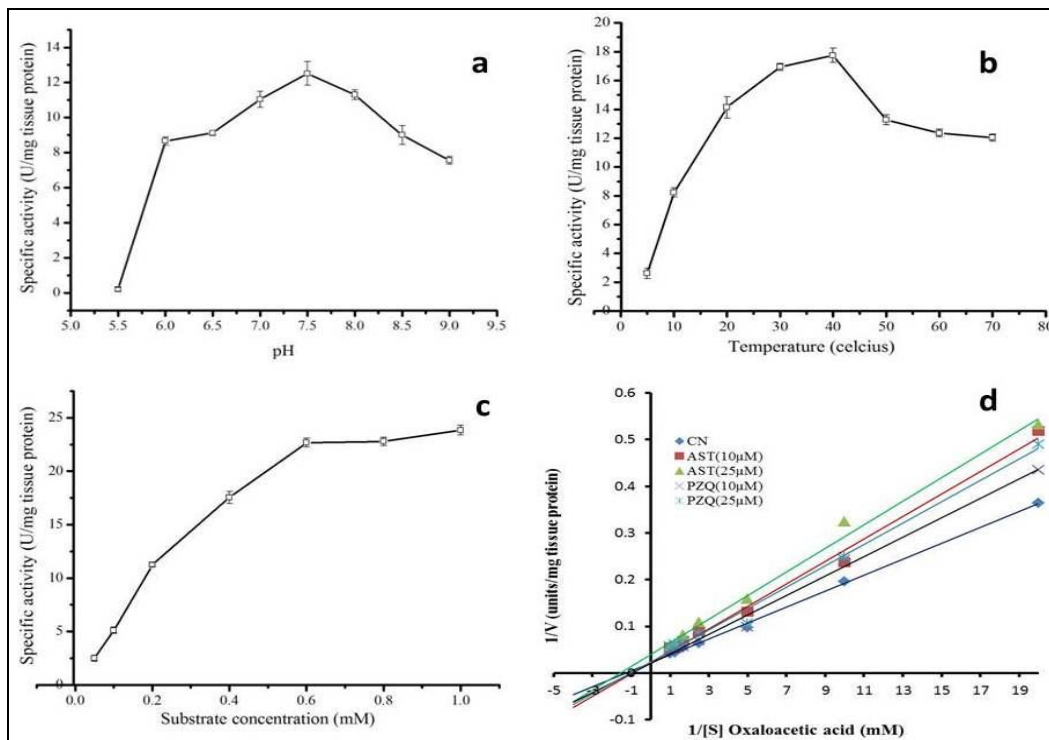 a
Specific activity (U/mg tissue protein)
14
12
10
8
6
4
2
0
5.0 5.5 6.0 6.5 7.0 7.5 8.0 8.5 9.0 9.5
pH
b
Specific activity (U/mg tissue protein)
20
18
16
14
12
10
8
6
4
2
0
0 10 20 30 40 50 60 70 80
Temperature (celcius)
c
Specific activity (U/mg tissue protein)
25
20
15
10
5
0
0.0 0.2 0.4 0.6 0.8 1.0
Substrate concentration (mM)
d
1/V (units/mg tissue protein)
0.6
0.5
0.4
0.3
0.2
0.1
0
-0.1
CN
AST(10µM)
AST(25µM)
PZQ(10µM)
PZQ(25µM)
-5 -3 -1 1 3 5 7 9 11 13 15 17 19
1/[S] Oxaloacetic acid (mM)